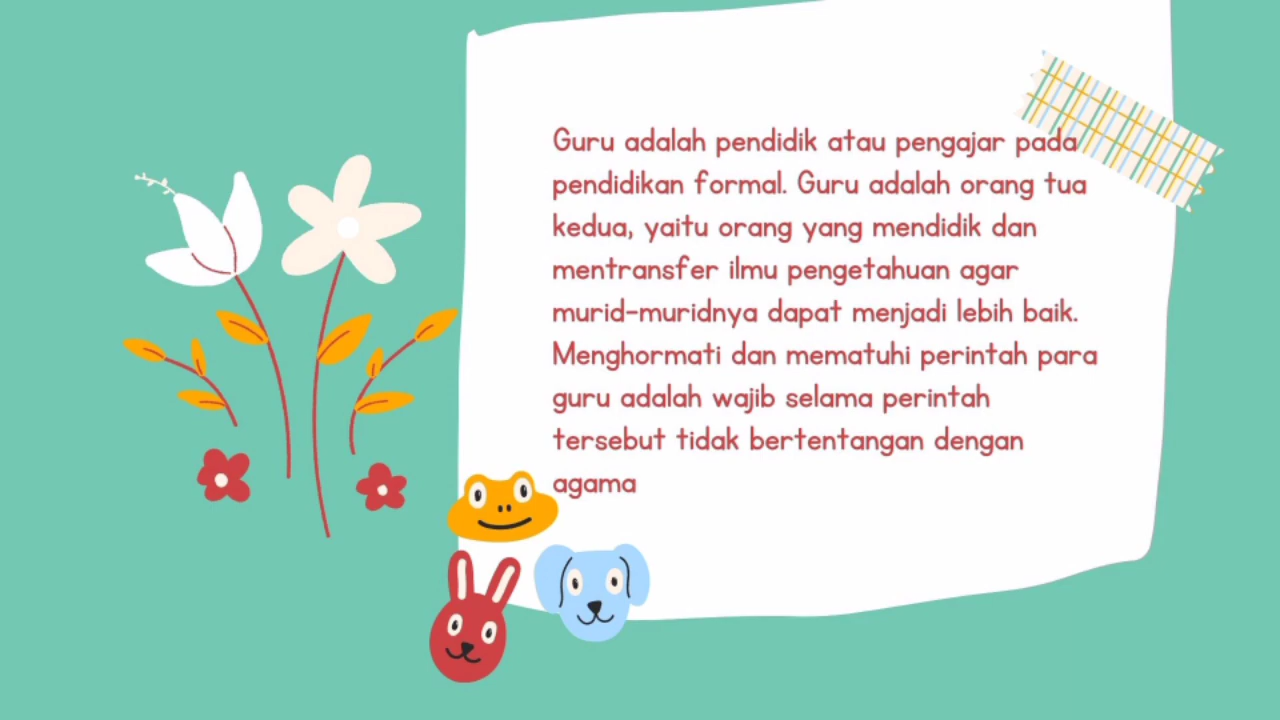 Guru adalah pendidik atau pengajar pada
pendidikan formal. Guru adalah orang tua
kedua, yaitu orang yang mendidik dan
mentransfer ilmu pengetahuan agar
murid-muridnya dapat menjadi lebih baik.
Menghormati dan mematuhi perintah para
guru adalah wajib selama perintah
tersebut tidak bertentangan dengan
agama